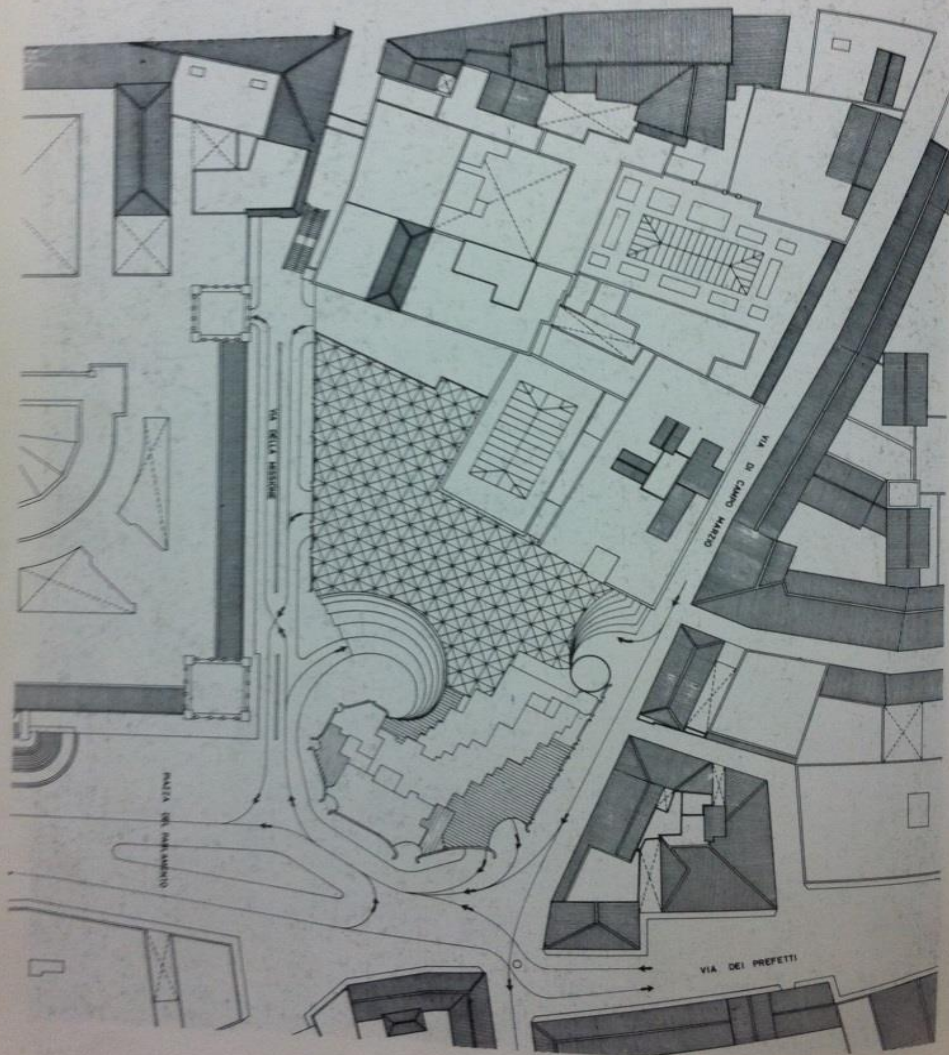 VIA DI CAMPO MARZIO
VIA DELLA MISSIONE
PIAZZA DEL PARLAMENTO
VIA DEI PREFETTI